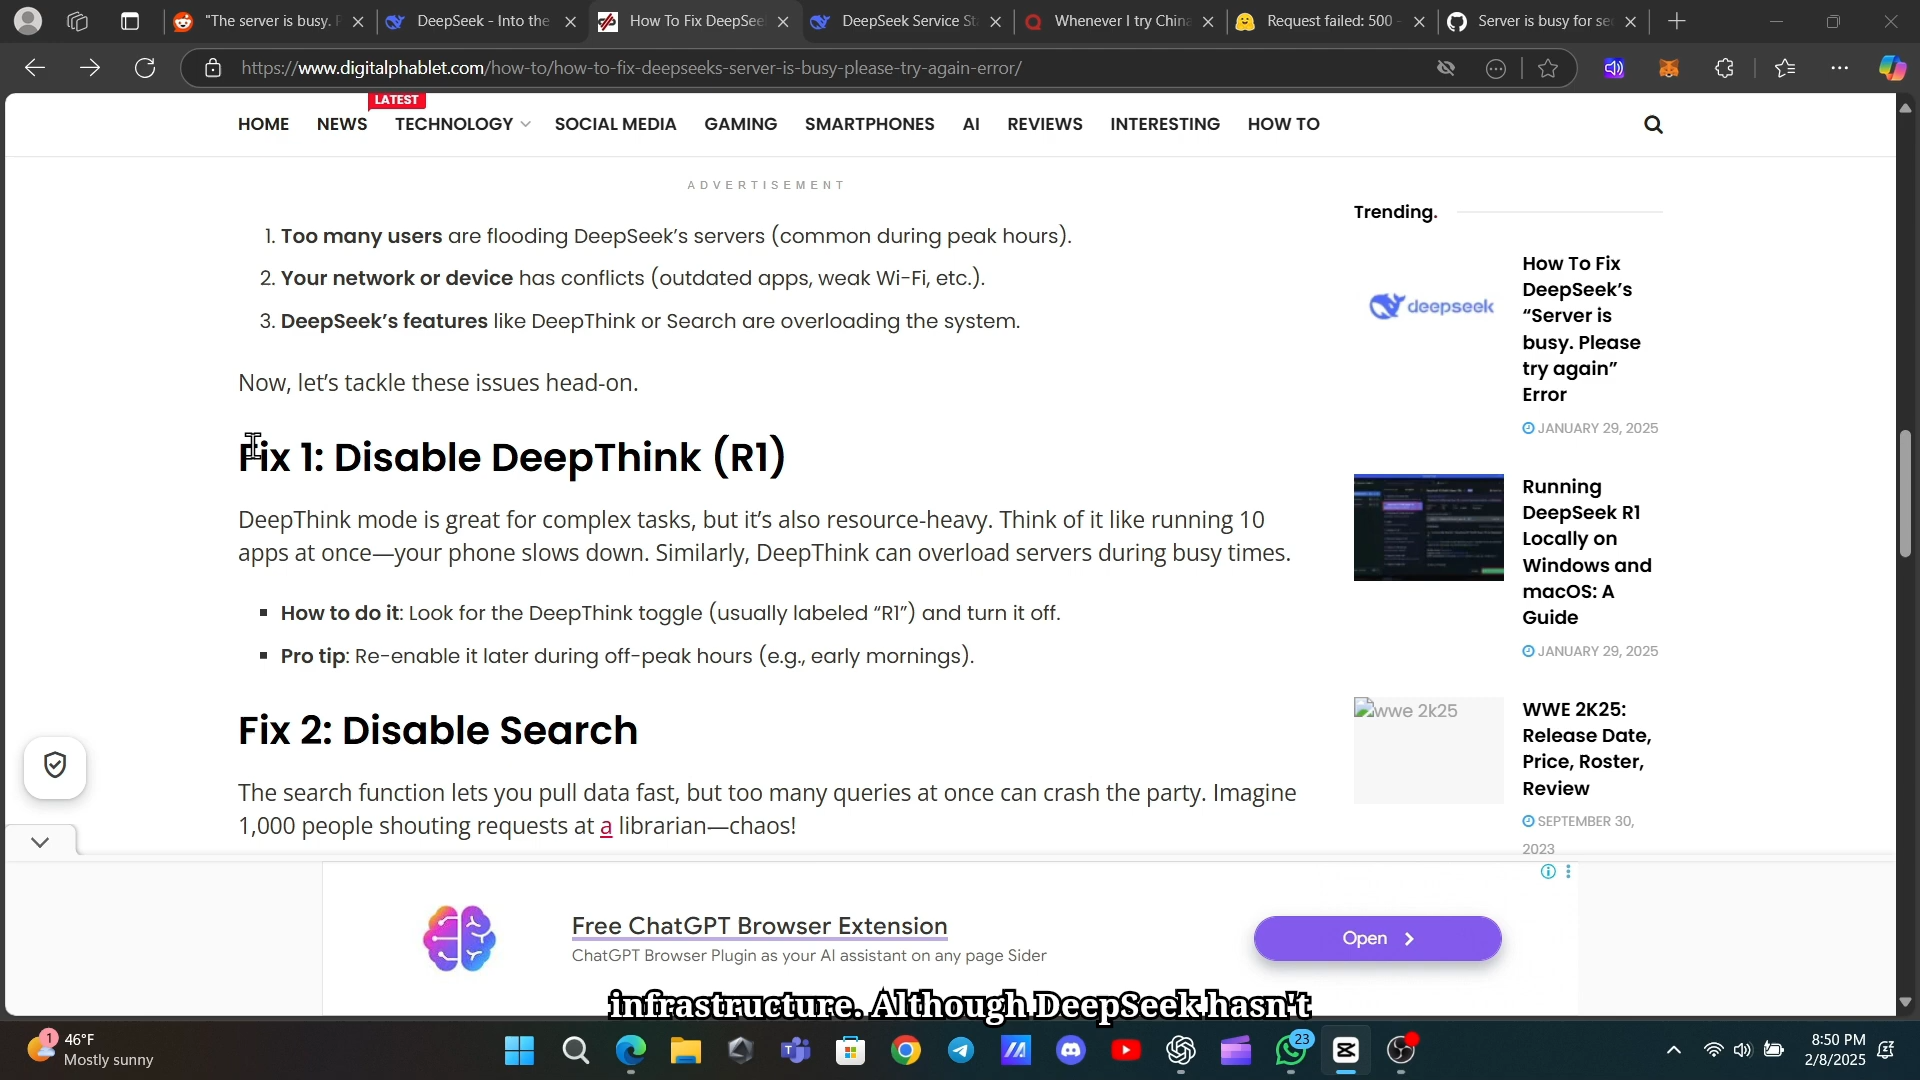 "The server is busy. P
DeepSeek - Into the
How To Fix DeepSee
DeepSeek Service Sta
Whenever I try China
Request failed: 500 -
Server is busy for se
https://www.digitalphablet.com/how-to/how-to-fix-deepseeks-server-is-busy-please-try-again-error/
LATEST
HOME NEWS TECHNOLOGY SOCIAL MEDIA GAMING SMARTPHONES AI REVIEWS INTERESTING HOW TO
ADVERTISEMENT
1. Too many users are flooding DeepSeek's servers (common during peak hours).
2. Your network or device has conflicts (outdated apps, weak Wi-Fi, etc.).
3. DeepSeek's features like DeepThink or Search are overloading the system.
Now, let's tackle these issues head-on.
Fix 1: Disable DeepThink (R1)
DeepThink mode is great for complex tasks, but it's also resource-heavy. Think of it like running 10
apps at once—your phone slows down. Similarly, DeepThink can overload servers during busy times.
▪ How to do it: Look for the DeepThink toggle (usually labeled “R1”) and turn it off.
▪ Pro tip: Re-enable it later during off-peak hours (e.g., early mornings).
Fix 2: Disable Search
The search function lets you pull data fast, but too many queries at once can crash the party. Imagine
1,000 people shouting requests at a librarian—chaos!
Trending.
deepseek
How To Fix
DeepSeek's
“Server is
busy. Please
try again”
Error
JANUARY 29, 2025
Running
DeepSeek R1
Locally on
Windows and
macOS: A
Guide
JANUARY 29, 2025
wwe 2k25
WWE 2K25:
Release Date,
Price, Roster,
Review
SEPTEMBER 30,
2023
Free ChatGPT Browser Extension
ChatGPT Browser Plugin as your AI assistant on any page Sider
Open
infrastructure. Although DeepSeek hasn't
1
46°F
Mostly sunny
23
8:50 PM
2/8/2025